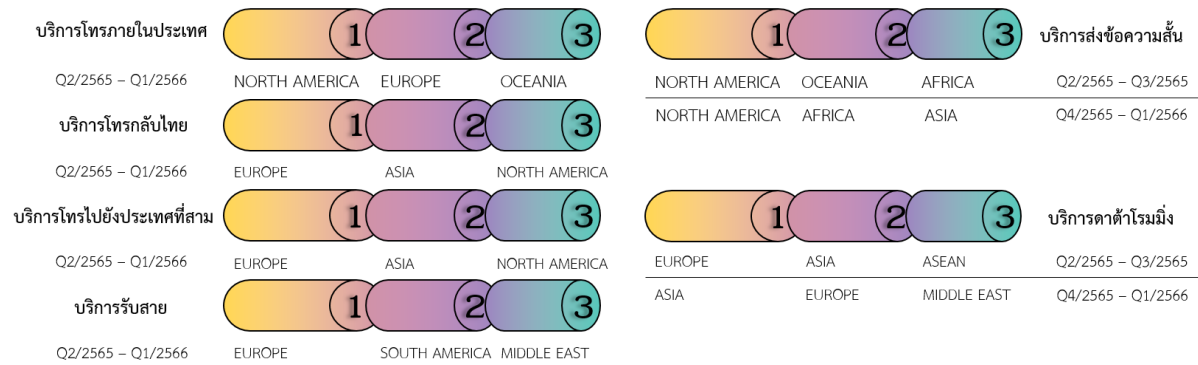 บริการโทรภายในประเทศ 1 2 3
Q2/2565 – Q1/2566 NORTH AMERICA EUROPE OCEANIA
บริการโทรกลับไทย 1 2 3
Q2/2565 – Q1/2566 EUROPE ASIA NORTH AMERICA
บริการโทรไปยังประเทศที่สาม 1 2 3
Q2/2565 – Q1/2566 EUROPE ASIA NORTH AMERICA
บริการรับสาย 1 2 3
Q2/2565 – Q1/2566 EUROPE SOUTH AMERICA MIDDLE EAST
1 2 3 บริการส่งข้อความสั้น
NORTH AMERICA OCEANIA AFRICA Q2/2565 – Q3/2565
NORTH AMERICA AFRICA ASIA Q4/2565 – Q1/2566
1 2 3 บริการดาต้าโรมมิ่ง
EUROPE ASIA ASEAN Q2/2565 – Q3/2565
ASIA EUROPE MIDDLE EAST Q4/2565 – Q1/2566